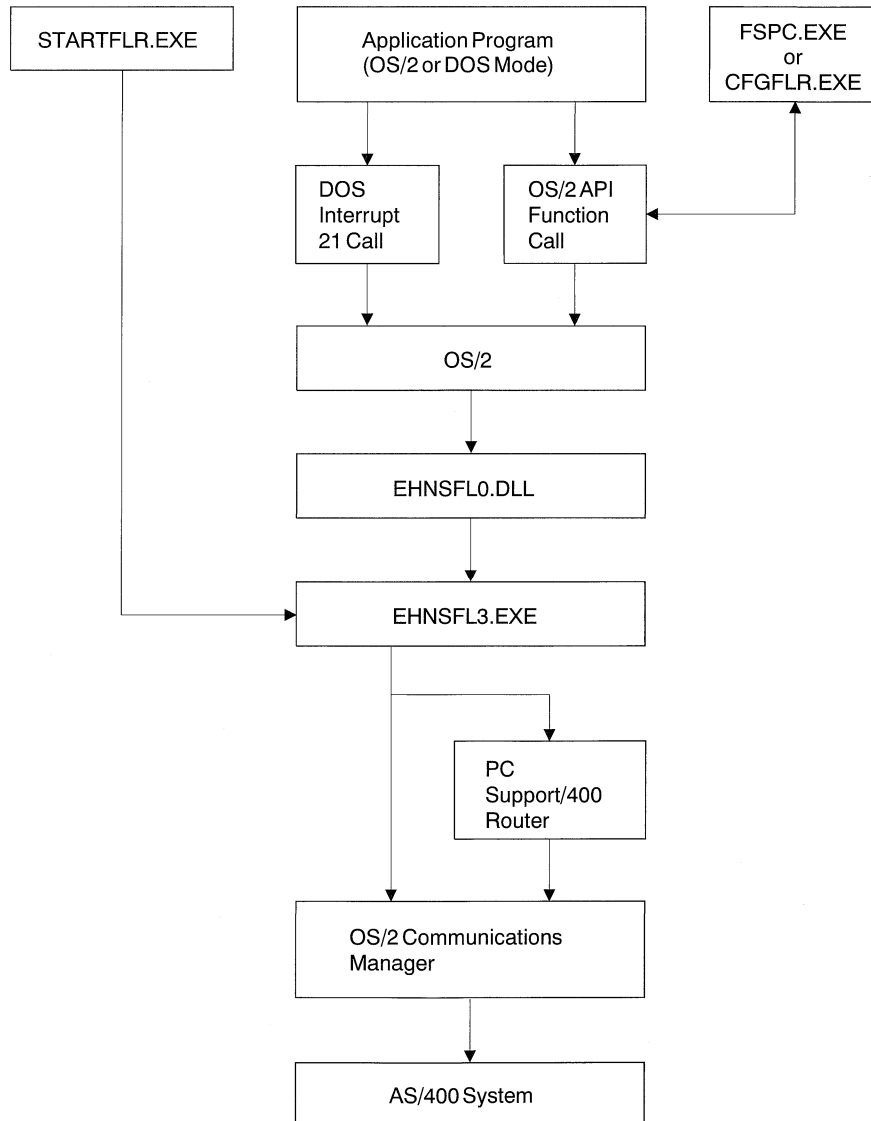 STARTFLR.EXE
Application Program
(OS/2 or DOS Mode)
FSPC.EXE
or
CFGFLR.EXE
DOS
Interrupt
21 Call
OS/2 API
Function
Call
OS/2
EHNSFL0.DLL
EHNSFL3.EXE
PC
Support/400
Router
OS/2 Communications
Manager
AS/400 System